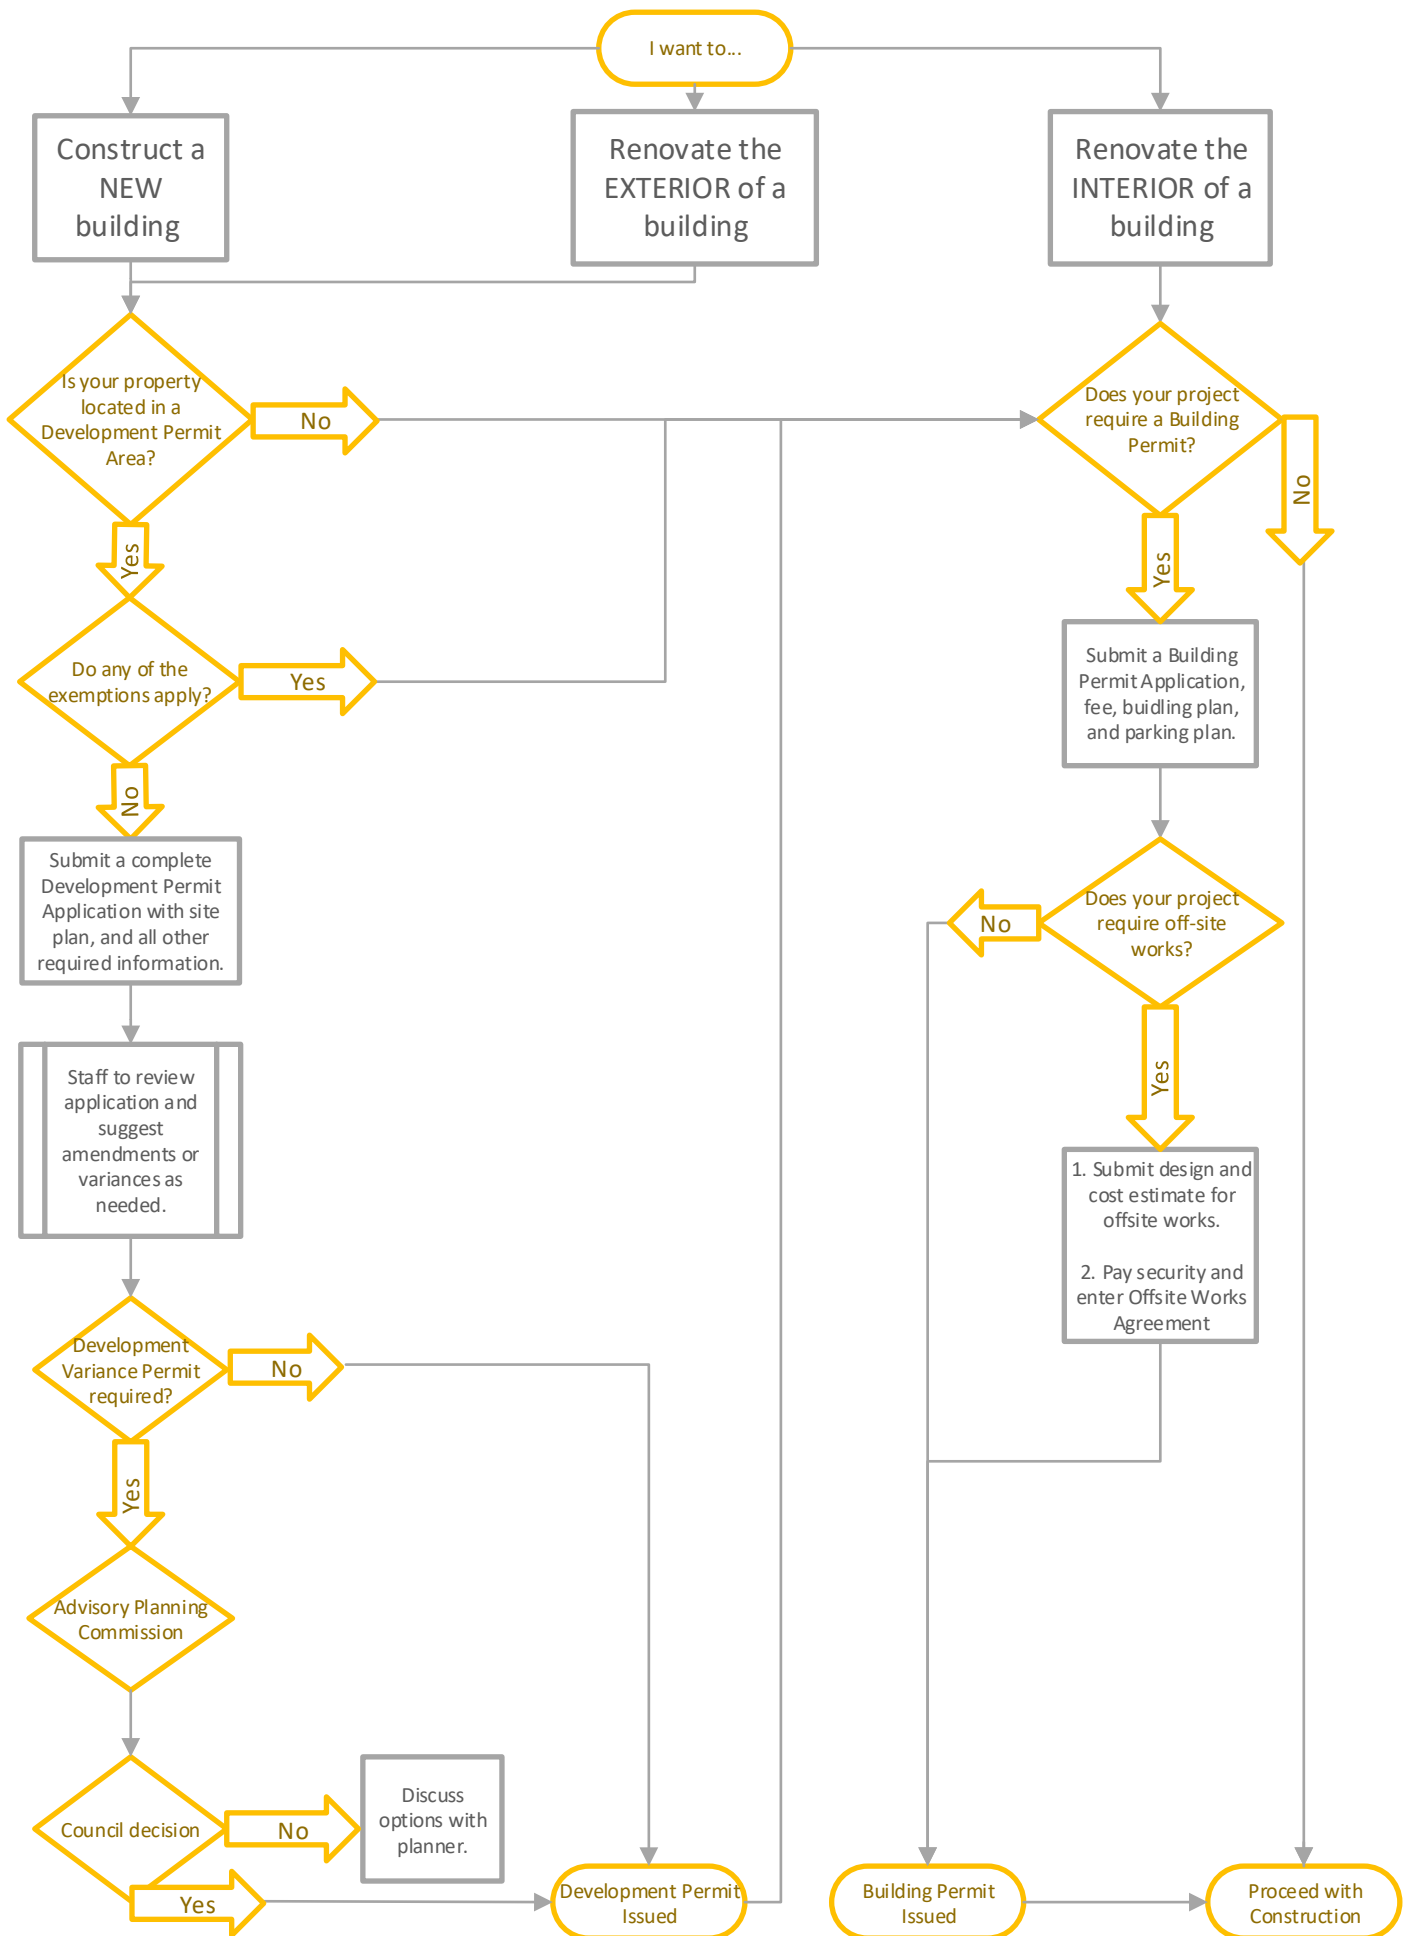 I want to...
Construct a
NEW
building
Renovate the
EXTERIOR of a
building
Renovate the
INTERIOR of a
building
Is your property
located in a
Development Permit
Area?
No
Does your project
require a Building
Permit?
No
Yes
Yes
Do any of the
exemptions apply?
Yes
Submit a Building
Permit Application,
fee, buidling plan,
and parking plan.
No
Submit a complete
Development Permit
Application with site
plan, and all other
required information.
Does your project
require off-site
works?
No
Yes
Staff to review
application and
suggest
amendments or
variances as
needed.
1. Submit design and
cost estimate for
offsite works.
2. Pay security and
enter Offsite Works
Agreement
Development
Variance Permit
required?
No
Yes
Advisory Planning
Commission
Council decision
No
Discuss
options with
planner.
Yes
Development Permit
Issued
Building Permit
Issued
Proceed with
Construction